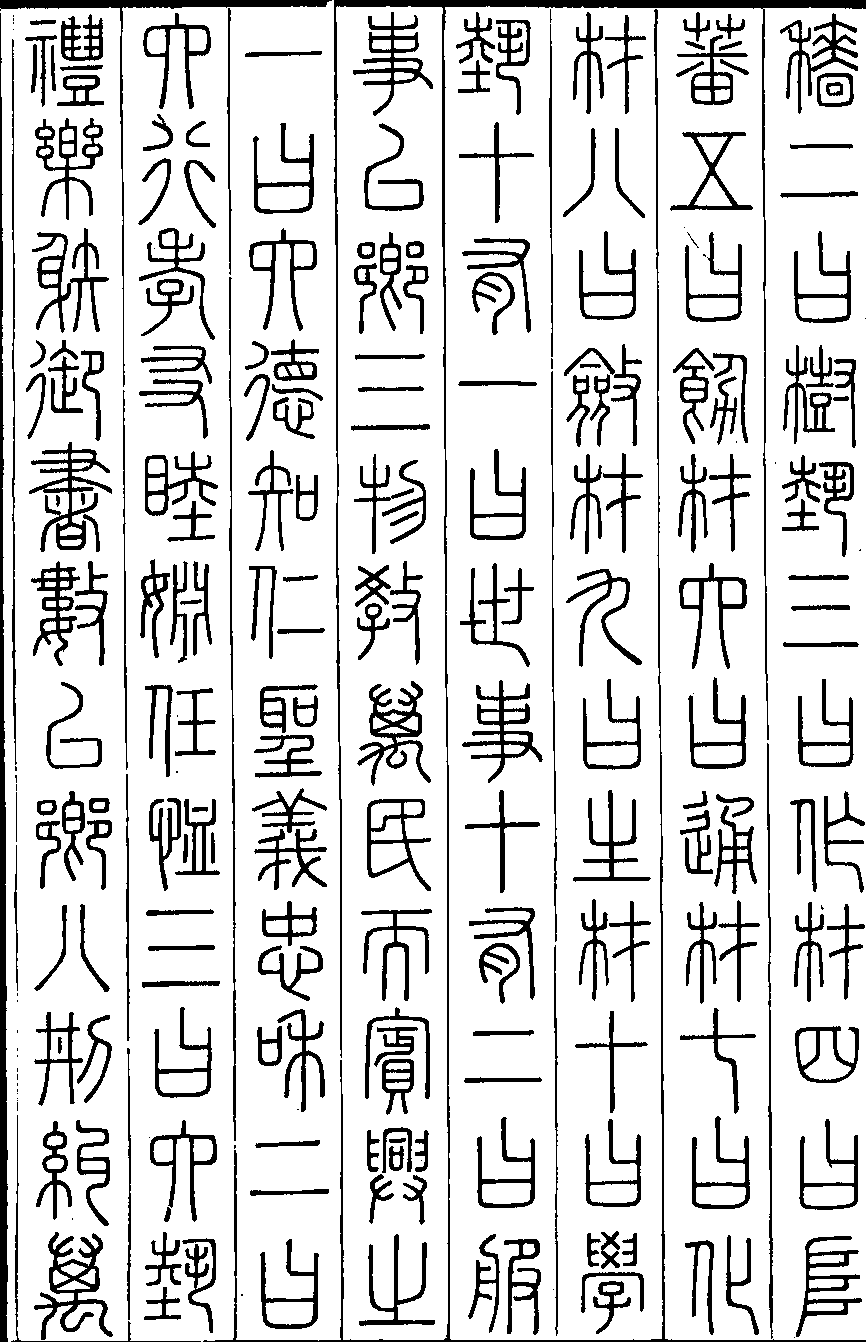 穡二曰樹藝三曰作材四曰阜
蕃五曰飭材六曰通材七曰化
材八曰斂材九曰生材十曰學
藝十有一曰世事十有二曰服
事以鄉三物教萬民而賓興之
一曰六德知仁聖義忠和二曰
六行孝友睦婣任恤三曰六藝
禮樂射御書數以鄉八刑糾萬